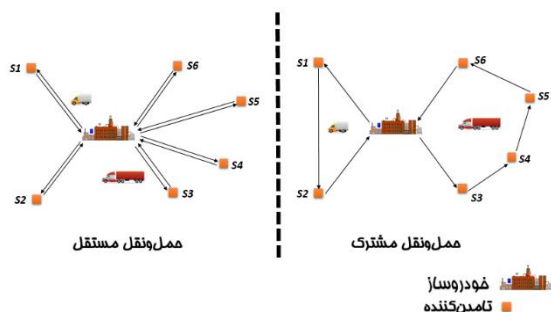 S1
S6
S5
S4
S3
S2
حمل‌ونقل مستقل
S1
S6
S5
S4
S3
S2
حمل‌ونقل مشترک
خودروساز
تامین‌کننده